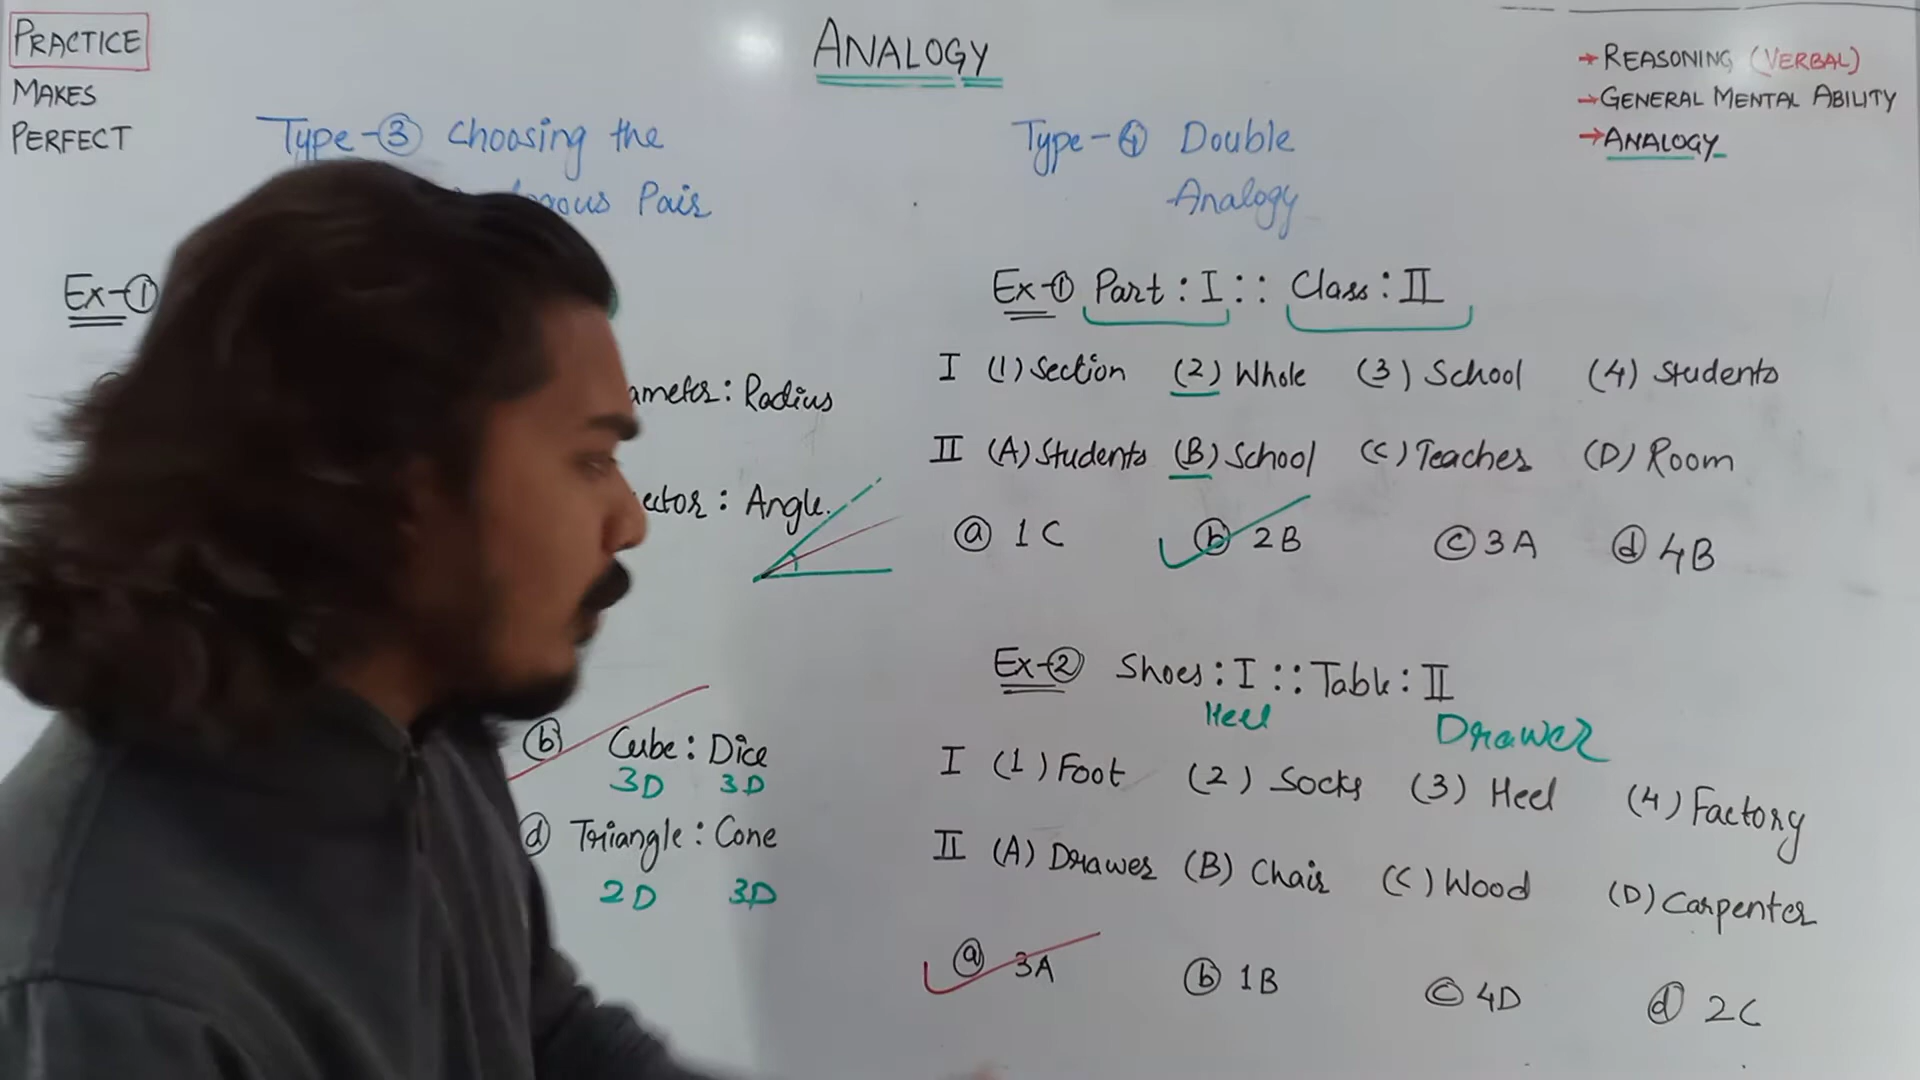 PRACTICE
MAKES
PERFECT
ANALOGY
→ REASONING (VERBAL)
→ GENERAL MENTAL ABILITY
→ ANALOGY
Type-③ Choosing the
Pair
Ex-①
: Radius
: Angle.
ⓑ Cube : Dice
3D 3D
ⓓ Triangle : Cone
2D 3D
Type-④ Double
Analogy
Ex-① Part : I :: Class : II
I (1) Section (2) Whole (3) School (4) Students
II (A) Students (B) School (C) Teacher (D) Room
ⓐ 1C ⓑ 2B ⓒ 3A ⓓ 4B
Ex-② Shoes : I :: Table : II
Heel Drawer
I (1) Foot (2) Socks (3) Heel (4) Factory
II (A) Drawer (B) Chair (C) Wood (D) Carpenter
ⓐ 3A ⓑ 1B ⓒ 4D ⓓ 2C